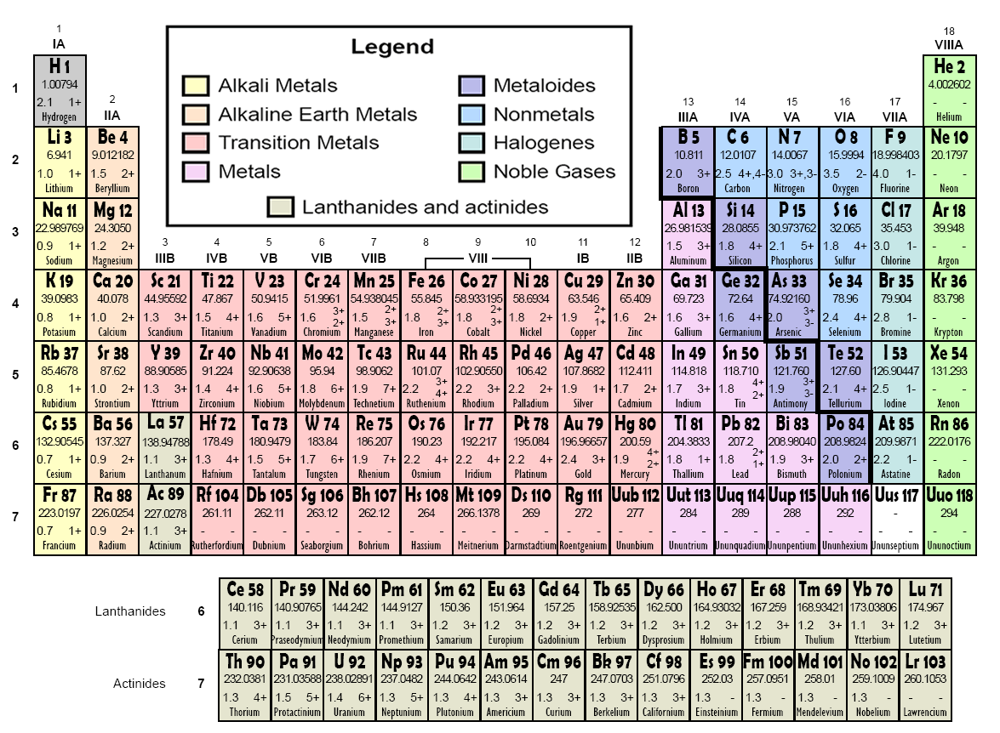 1
IA
18
VIIIA
Legend
Alkali Metals
Metaloides
Alkaline Earth Metals
Nonmetals
Transition Metals
Halogenes
Metals
Noble Gases
Lanthanides and actinides
2
IIA
13 14 15 16 17
IIIA IVA VA VIA VIIA
1
H 1
1.00794
2.1 1+
Hydrogen
He 2
4.002602
- -
Helium
2
Li 3 Be 4 B 5 C 6 N 7 O 8 F 9 Ne 10
6.941 9.012182 10.811 12.0107 14.0067 15.9994 18.998403 20.1797
1.0 1+ 1.5 2+ 2.0 3+ 2.5 4+,4- 3.0 3+,3- 3.5 2- 4.0 1- - -
Lithium Beryllium Boron Carbon Nitrogen Oxygen Fluorine Neon
3
Na 11 Mg 12 Al 13 Si 14 P 15 S 16 Cl 17 Ar 18
22.989769 24.3050 26.981539 28.0855 30.973762 32.065 35.453 39.948
0.9 1+ 1.2 2+ 1.5 3+ 1.8 4+ 2.1 5+ 1.8 4+ 3.0 1- - -
Sodium Magnesium Aluminum Silicon Phosphorus Sulfur Chlorine Argon
3 4 5 6 7 8 9 10 11 12
IIIB IVB VB VIB VIIB VIII IB IIB
4
K 19 Ca 20 Sc 21 Ti 22 V 23 Cr 24 Mn 25 Fe 26 Co 27 Ni 28 Cu 29 Zn 30 Ga 31 Ge 32 As 33 Se 34 Br 35 Kr 36
39.0983 40.078 44.95592 47.867 50.9415 51.9961 54.938045 55.845 58.933195 58.6934 63.546 65.409 69.723 72.64 74.92160 78.96 79.904 83.798
0.8 1+ 1.0 2+ 1.3 3+ 1.5 4+ 1.6 5+ 1.6 3+ 2+ 1.5 2+ 3+ 1.8 2+ 3+ 1.8 2+ 3+ 1.8 2+ 1.9 2+ 1+ 1.6 2+ 1.6 3+ 1.6 4+ 2.0 3+ 3- 2.4 4+ 2.8 1- - -
Potasium Calcium Scandium Titanium Vanadium Chromium Manganese Iron Cobalt Nickel Copper Zinc Gallium Germanium Arsenic Selenium Bromine Krypton
5
Rb 37 Sr 38 Y 39 Zr 40 Nb 41 Mo 42 Tc 43 Ru 44 Rh 45 Pd 46 Ag 47 Cd 48 In 49 Sn 50 Sb 51 Te 52 I 53 Xe 54
85.4678 87.62 88.90585 91.224 92.90638 95.94 98.9062 101.07 102.90550 106.42 107.8682 112.411 114.818 118.710 121.760 127.60 126.90447 131.293
0.8 1+ 1.0 2+ 1.3 3+ 1.4 4+ 1.6 5+ 1.8 6+ 1.9 7+ 2.2 3+ 4+ 2.2 3+ 2.2 2+ 1.9 1+ 1.7 2+ 1.7 3+ 1.8 4+ 2+ 1.9 3+ 3- 2.1 4+ 2.5 1- - -
Rubidium Strontium Yttrium Zirconium Niobium Molybdenum Technetium Ruthenium Rhodium Palladium Silver Cadmium Indium Tin Antimony Tellurium Iodine Xenon
6
Cs 55 Ba 56 La 57 Hf 72 Ta 73 W 74 Re 75 Os 76 Ir 77 Pt 78 Au 79 Hg 80 Tl 81 Pb 82 Bi 83 Po 84 At 85 Rn 86
132.90545 137.327 138.94788 178.49 180.9479 183.84 186.207 190.23 192.217 195.084 196.96657 200.59 204.3833 207.2 208.98040 208.9824 209.9871 222.0176
0.7 1+ 0.9 2+ 1.1 3+ 1.3 4+ 1.5 5+ 1.7 6+ 1.9 7+ 2.2 4+ 2.2 4+ 2.2 4+ 2.4 3+ 1.9 4+ 2+ 1.8 1+ 1.8 2+ 1+ 1.9 3+ 2.0 2+ 2.2 1- - -
Cesium Barium Lanthanum Hafnium Tantalum Tungsten Rhenium Osmium Iridium Platinum Gold Mercury Thallium Lead Bismuth Polonium Astatine Radon
7
Fr 87 Ra 88 Ac 89 Rf 104 Db 105 Sg 106 Bh 107 Hs 108 Mt 109 Ds 110 Rg 111 Uub 112 Uut 113 Uuq 114 Uup 115 Uuh 116 Uus 117 Uuo 118
223.0197 226.0254 227.0278 261.11 262.11 263.12 262.12 264 266.1378 269 272 277 284 289 288 292 - 294
0.7 1+ 0.9 2+ 1.1 3+ - - - - - - - - - - - - - - - - - - - - - - - - - - - - - -
Francium Radium Actinium Rutherfordium Dubnium Seaborgium Bohrium Hassium Meitnerium Darmstadtium Roentgenium Ununbium Ununtrium Ununquadium Ununpentium Ununhexium Ununseptium Ununoctium
Lanthanides 6
Ce 58 Pr 59 Nd 60 Pm 61 Sm 62 Eu 63 Gd 64 Tb 65 Dy 66 Ho 67 Er 68 Tm 69 Yb 70 Lu 71
140.116 140.90765 144.242 144.9127 150.36 151.964 157.25 158.92535 162.500 164.93032 167.259 168.93421 173.03806 174.967
1.1 3+ 1.1 3+ 1.1 3+ 1.1 3+ 1.2 3+ 1.2 3+ 1.2 3+ 1.2 3+ 1.2 3+ 1.2 3+ 1.2 3+ 1.2 3+ 1.2 3+ 1.2 3+
Cerium Praseodymium Neodymium Promethium Samarium Europium Gadolinium Terbium Dysprosium Holmium Erbium Thulium Ytterbium Lutetium
Actinides 7
Th 90 Pa 91 U 92 Np 93 Pu 94 Am 95 Cm 96 Bk 97 Cf 98 Es 99 Fm 100 Md 101 No 102 Lr 103
232.0381 231.03588 238.02891 237.0482 244.0642 243.0614 247 247.0703 251.0796 252.03 257.0951 258.01 259.1009 260.1053
1.3 4+ 1.5 5+ 1.4 6+ 1.3 5+ 1.3 4+ 1.3 3+ 1.3 3+ 1.3 3+ 1.3 3+ 1.3 - 1.3 - 1.3 - 1.3 - - -
Thorium Protactinium Uranium Neptunium Plutonium Americium Curium Berkelium Californium Einsteinium Fermium Mendelevium Nobelium Lawrencium